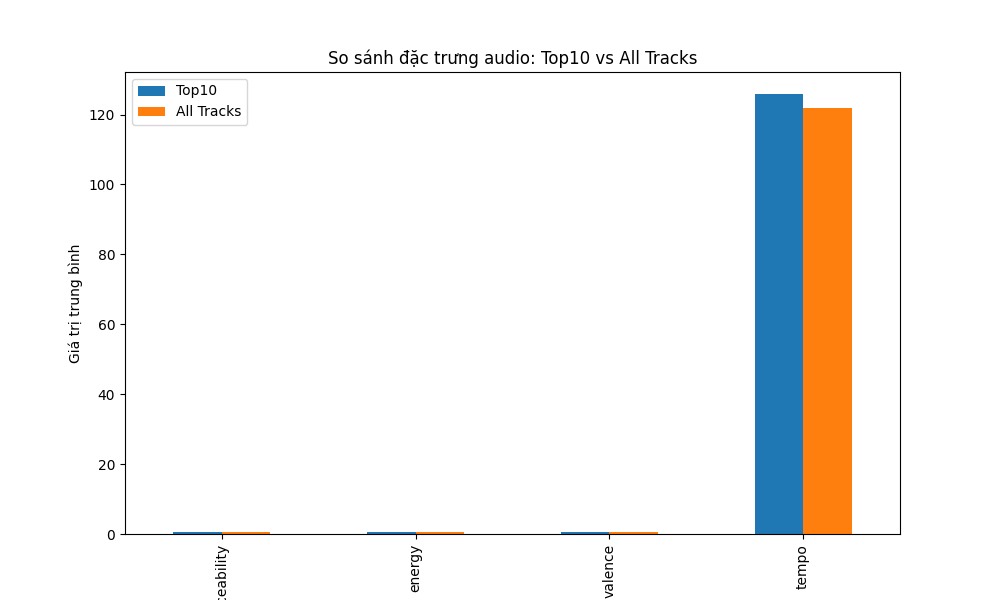 So sánh đặc trưng audio: Top10 vs All Tracks
Top10
All Tracks
Giá trị trung bình
120
100
80
60
40
20
0
ceability
energy
valence
tempo